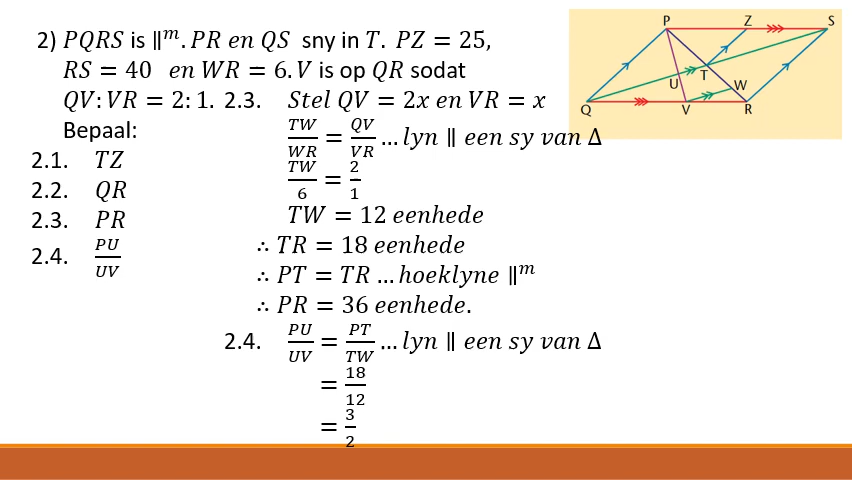 2) PQRS is ∥ᵐ. PR en QS sny in T. PZ = 25,
RS = 40 en WR = 6. V is op QR sodat
QV: VR = 2: 1.
Bepaal:
2.1. TZ
2.2. QR
2.3. PR
2.4. PU/UV
2.3. Stel QV = 2x en VR = x
TW/WR = QV/VR … lyn ∥ een sy van Δ
TW/6 = 2/1
TW = 12 eenhede
∴ TR = 18 eenhede
∴ PT = TR … hoeklyne ∥ᵐ
∴ PR = 36 eenhede.
2.4. PU/UV = PT/TW … lyn ∥ een sy van Δ
= 18/12
= 3/2
P Z S
T
U W
Q V R